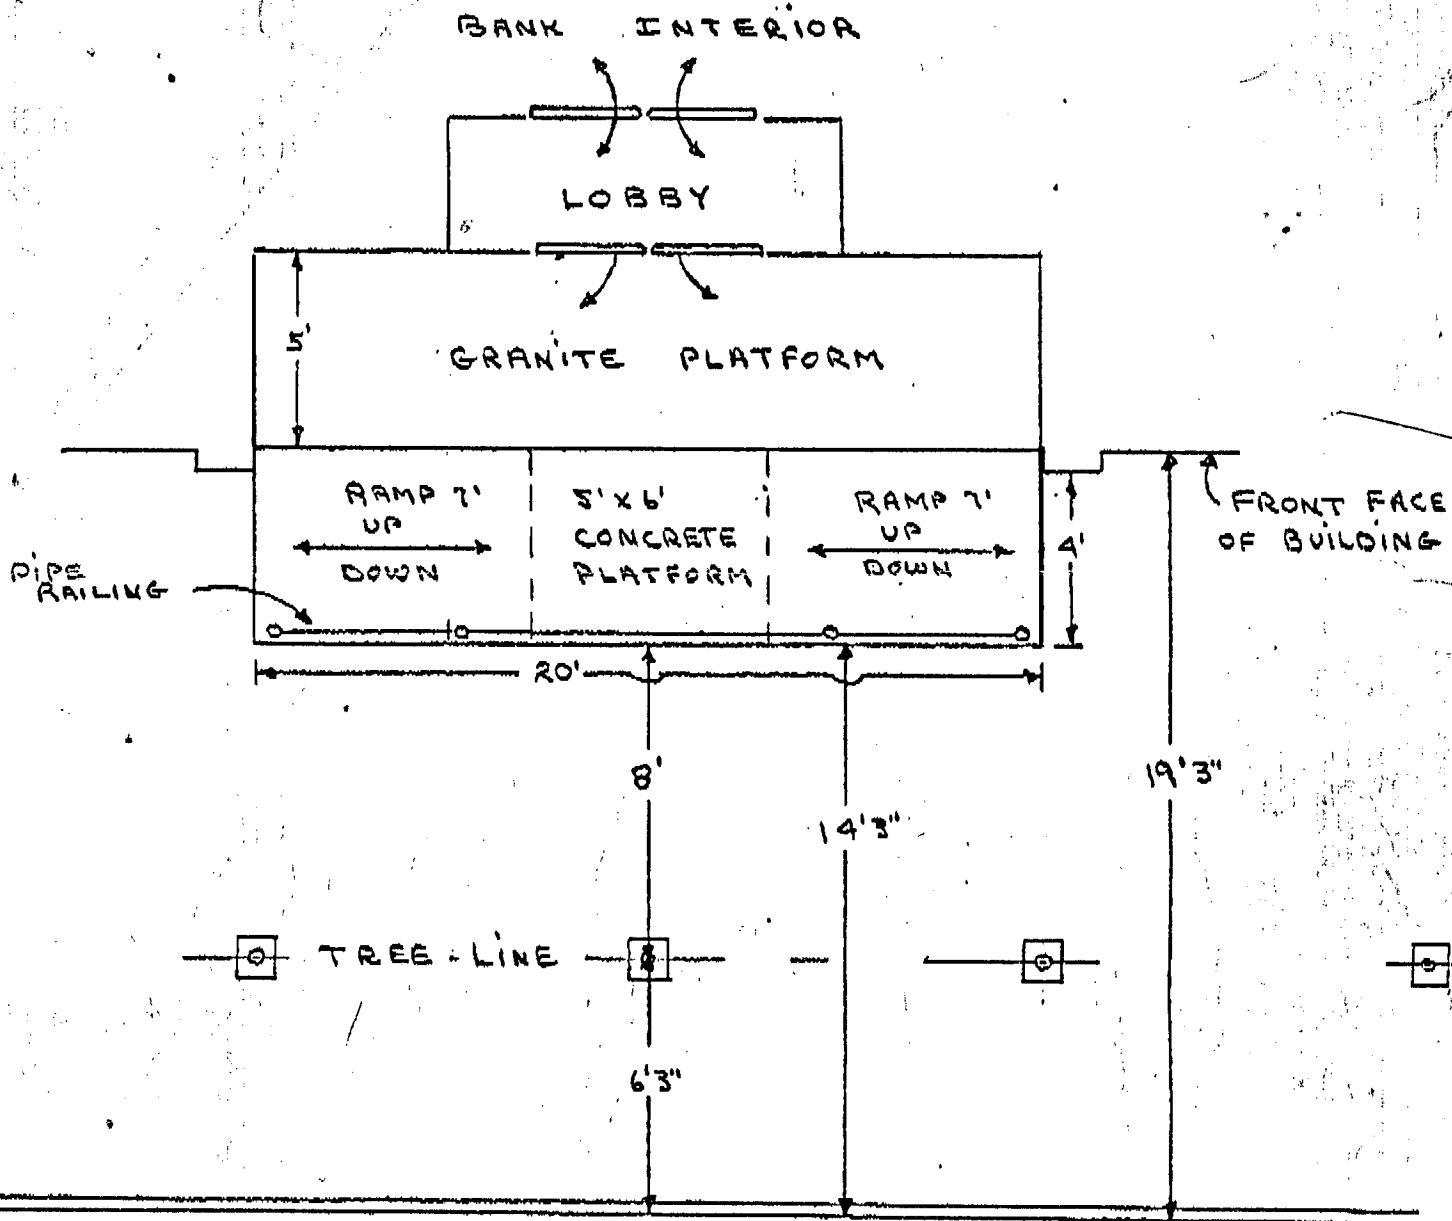 BANK INTERIOR
LOBBY
5'
GRANITE PLATFORM
RAMP 7'
UP
DOWN
5' X 6'
CONCRETE
PLATFORM
RAMP 7'
UP
DOWN
4'
FRONT FACE
OF BUILDING
PIPE
RAILING
20'
8'
14'3"
19'3"
TREE-LINE
6'3"